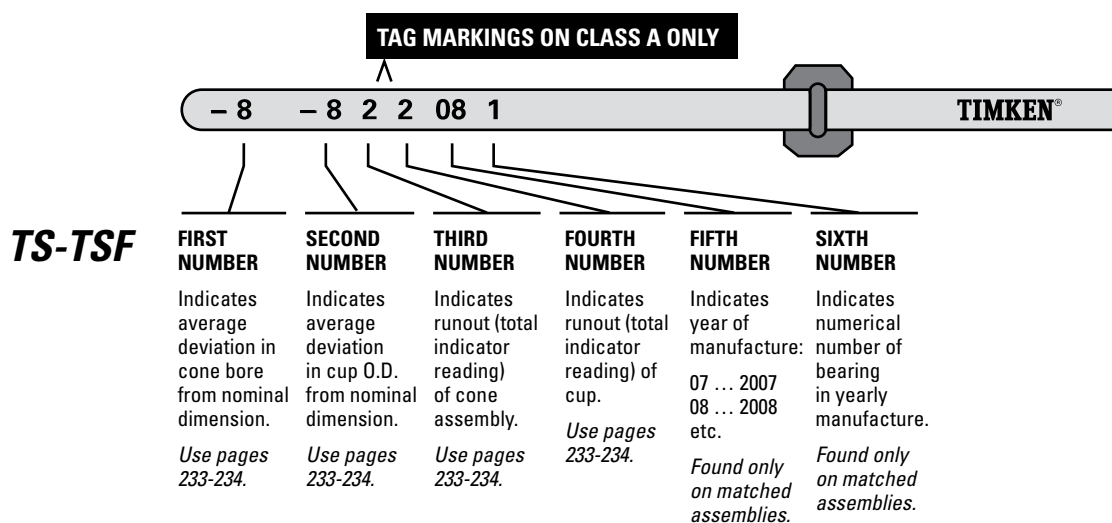 TAG MARKINGS ON CLASS A ONLY
– 8 – 8 2 2 08 1
TIMKEN®
TS-TSF
FIRST
NUMBER
Indicates
average
deviation in
cone bore
from nominal
dimension.
Use pages
233-234.
SECOND
NUMBER
Indicates
average
deviation
in cup O.D.
from nominal
dimension.
Use pages
233-234.
THIRD
NUMBER
Indicates
runout (total
indicator
reading)
of cone
assembly.
Use pages
233-234.
FOURTH
NUMBER
Indicates
runout (total
indicator
reading) of
cup.
Use pages
233-234.
FIFTH
NUMBER
Indicates
year of
manufacture:
07 … 2007
08 … 2008
etc.
Found only
on matched
assemblies.
SIXTH
NUMBER
Indicates
numerical
number of
bearing
in yearly
manufacture.
Found only
on matched
assemblies.